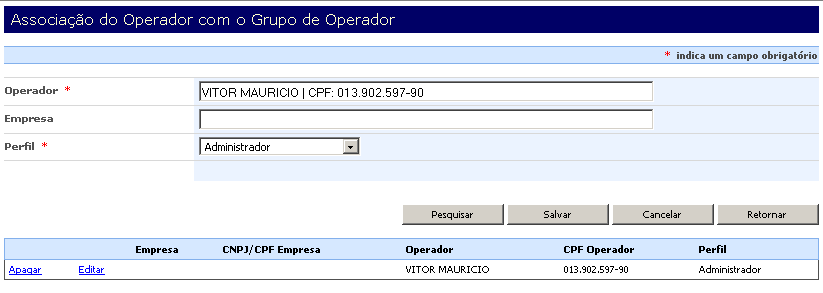 Associação do Operador com o Grupo de Operador
* indica um campo obrigatório
Operador * VITOR MAURICIO | CPF: 013.902.597-90
Empresa
Perfil * Administrador
Pesquisar Salvar Cancelar Retornar
Empresa CNPJ/CPF Empresa Operador CPF Operador Perfil
Apagar Editar VITOR MAURICIO 013.902.597-90 Administrador